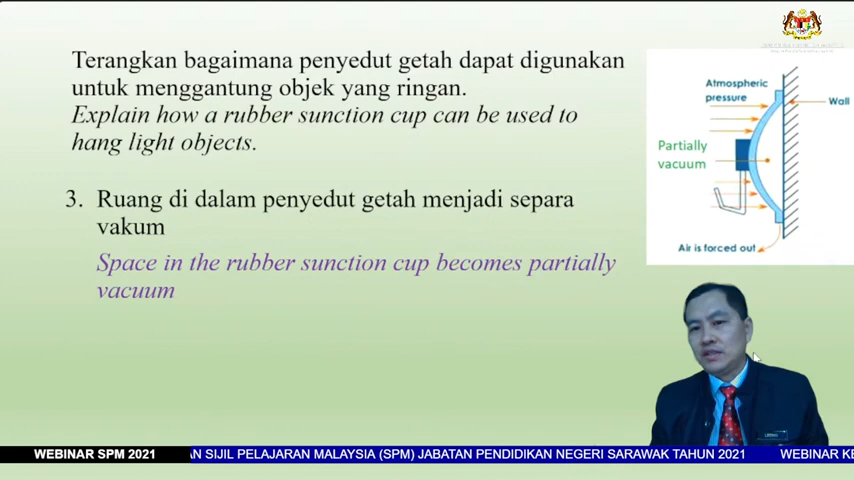 Terangkan bagaimana penyedut getah dapat digunakan
untuk menggantung objek yang ringan.
Explain how a rubber sunction cup can be used to
hang light objects.
3. Ruang di dalam penyedut getah menjadi separa
vakum
Space in the rubber sunction cup becomes partially
vacuum
Atmospheric
pressure
Wall
Partially
vacuum
Air is forced out
WEBINAR SPM 2021
AN SIJIL PELAJARAN MALAYSIA (SPM) JABATAN PENDIDIKAN NEGERI SARAWAK TAHUN 2021
WEBINAR KE